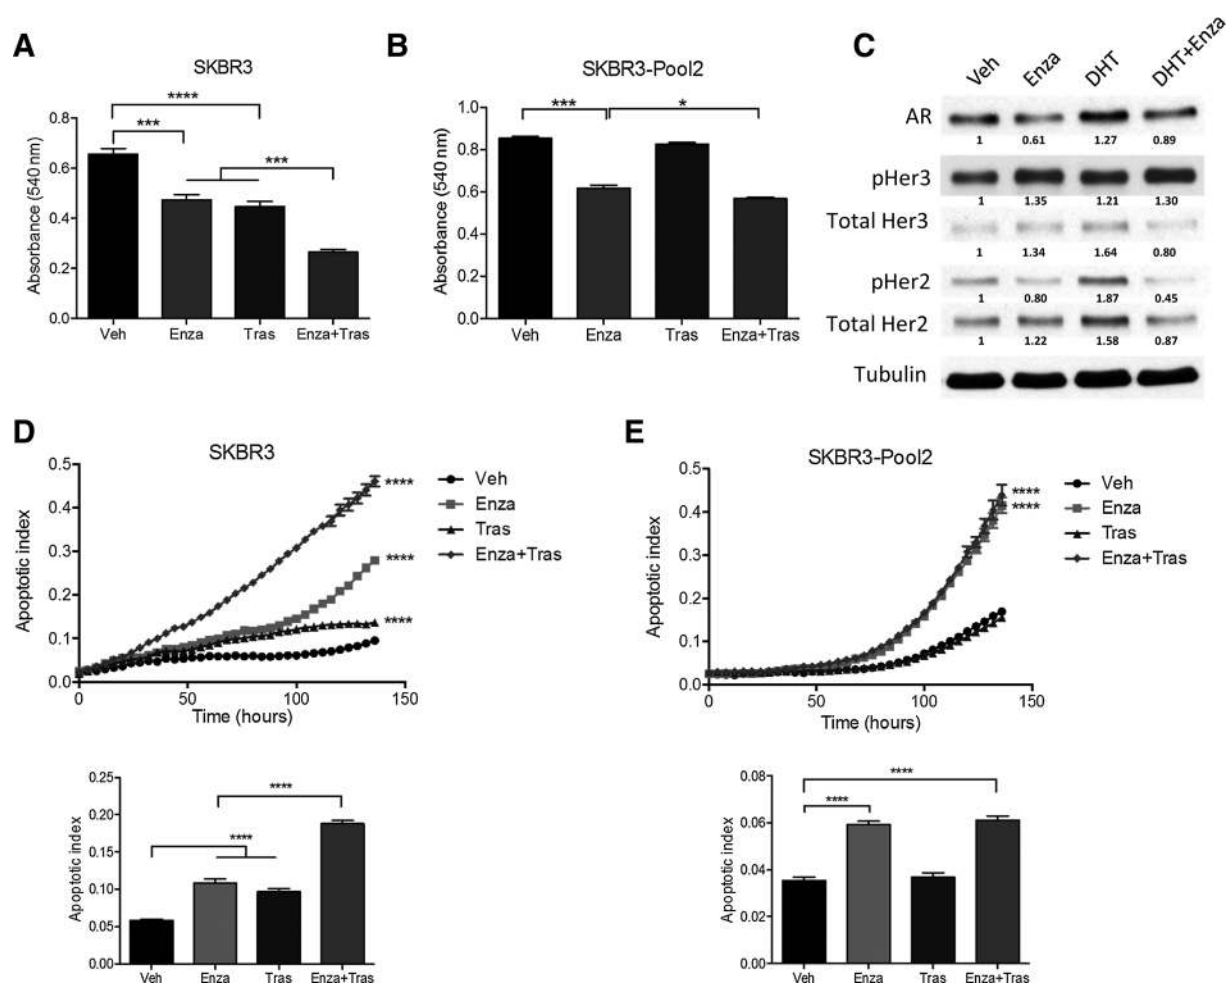 A
SKBR3
****
***
***
Absorbance (540 nm)
0.8
0.6
0.4
0.2
0.0
Veh Enza Tras Enza+Tras
B
SKBR3-Pool2
***
*
Absorbance (540 nm)
1.0
0.8
0.6
0.4
0.2
0.0
Veh Enza Tras Enza+Tras
C
Veh Enza DHT DHT+Enza
AR
1 0.61 1.27 0.89
pHer3
1 1.35 1.21 1.30
Total Her3
1 1.34 1.64 0.80
pHer2
1 0.80 1.87 0.45
Total Her2
1 1.22 1.58 0.87
Tubulin
D
SKBR3
Apoptotic index
0.5
0.4
0.3
0.2
0.1
0.0
0 50 100 150
Time (hours)
****
****
****
Veh
Enza
Tras
Enza+Tras
Apoptotic index
0.25
0.20
0.15
0.10
0.05
0.00
****
****
Veh Enza Tras Enza+Tras
E
SKBR3-Pool2
Apoptotic index
0.5
0.4
0.3
0.2
0.1
0.0
0 50 100 150
Time (hours)
****
****
Veh
Enza
Tras
Enza+Tras
Apoptotic index
0.08
0.06
0.04
0.02
0.00
****
****
Veh Enza Tras Enza+Tras